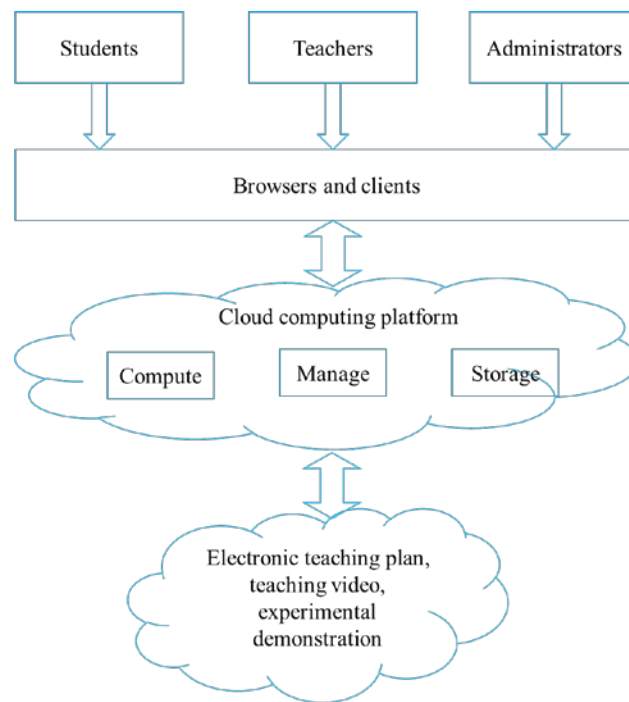 Students
Teachers
Administrators
Browsers and clients
Cloud computing platform
Compute
Manage
Storage
Electronic teaching plan,
teaching video,
experimental
demonstration